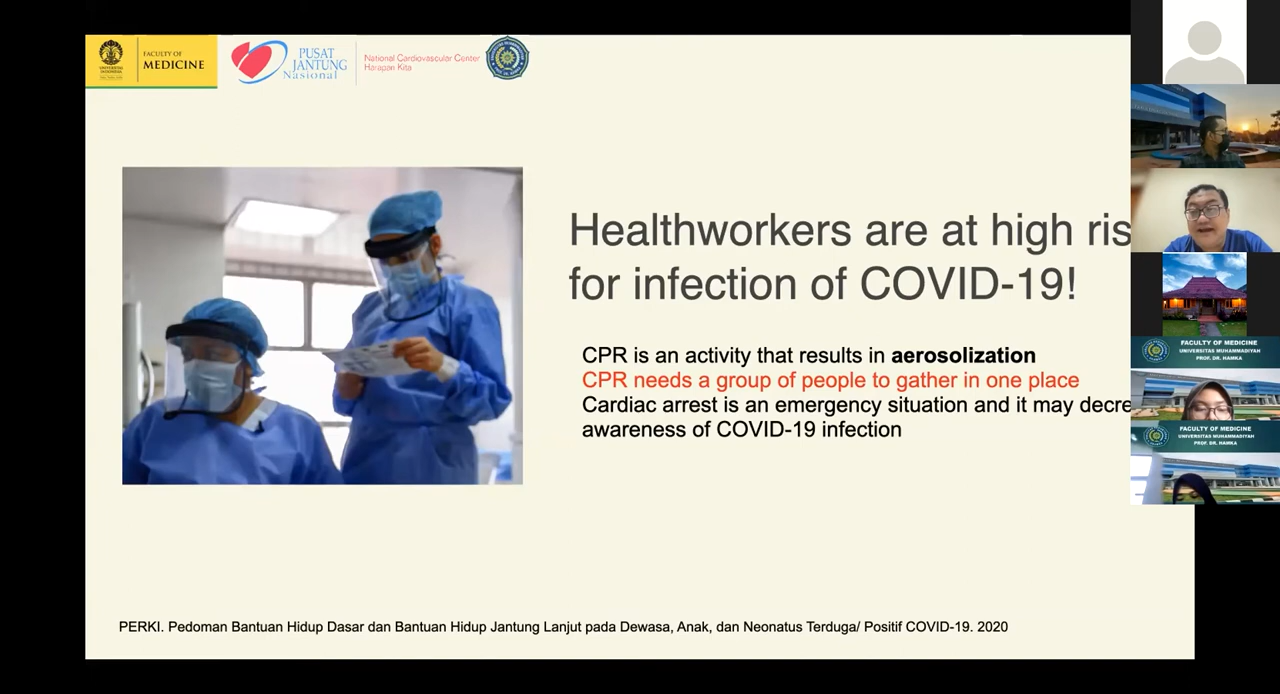 FACULTY OF
MEDICINE
PUSAT
JANTUNG
Nasional
National Cardiovascular Center
Harapan Kita
Healthworkers are at high ris
for infection of COVID-19!
CPR is an activity that results in aerosolization
CPR needs a group of people to gather in one place
Cardiac arrest is an emergency situation and it may decre
awareness of COVID-19 infection
PERKI. Pedoman Bantuan Hidup Dasar dan Bantuan Hidup Jantung Lanjut pada Dewasa, Anak, dan Neonatus Terduga/ Positif COVID-19. 2020
FACULTY OF MEDICINE
UNIVERSITAS MUHAMMADIYAH
PROF. DR. HAMKA
FACULTY OF MEDICINE
UNIVERSITAS MUHAMMADIYAH
PROF. DR. HAMKA